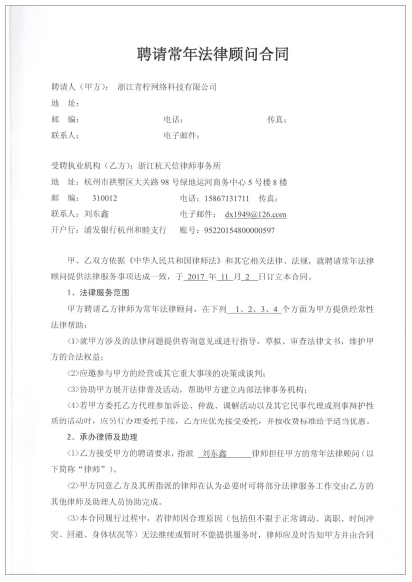 聘请常年法律顾问合同
聘请人（甲方）： 浙江青柠网络科技有限公司
地 址：
邮 编： 电话： 传真：
联系人： 电子邮件：
受聘执业机构（乙方）：浙江杭天信律师事务所
地 址：杭州市拱墅区大关路 98 号绿地运河商务中心 5 号楼 8 楼
邮 编： 310012 电话：15867131711 传真：
联系人：刘东鑫 电子邮件： dx1949@126.com
开户行：浦发银行杭州和睦支行 账号：95220154800000597
甲、乙双方依据《中华人民共和国律师法》和其它相关法律、法规，就聘请常年法律
顾问提供法律服务事项达成一致，于 2017 年 11 月 2 日订立本合同。
1、法律服务范围
甲方聘请乙方律师为常年法律顾问，在下列 1、2、3、4 个方面为甲方提供经常性
法律帮助：
(1)就甲方涉及的法律问题提供咨询意见或进行指导，草拟、审查法律文书，维护甲
方的合法权益；
(2)应邀参与甲方的经营或其它重大事项的决策或谈判；
(3)协助甲方展开法律普及活动，帮助甲方建立内部法律事务机构；
(4)若甲方委托乙方代理参加诉讼、仲裁、调解活动以及其它民事代理或刑事辩护性
质的活动时，应另行办理委托手续，乙方应优先接受委托，并按收费标准给予适当优惠。
2、承办律师及助理
(1)乙方接受甲方的聘请要求，指派 刘东鑫 律师担任甲方的常年法律顾问（以
下简称“律师”）。
(2)甲方同意乙方及其所指派的律师在认为必要时可将部分法律服务工作交由乙方的
其他律师及助理人员协助完成。
(3)本合同履行过程中，若律师因合理原因（包括但不限于正常调动、离职、时间冲
突、回避、身体状况等）无法继续或暂时不能提供服务时，律师应及时告知甲方并由合同